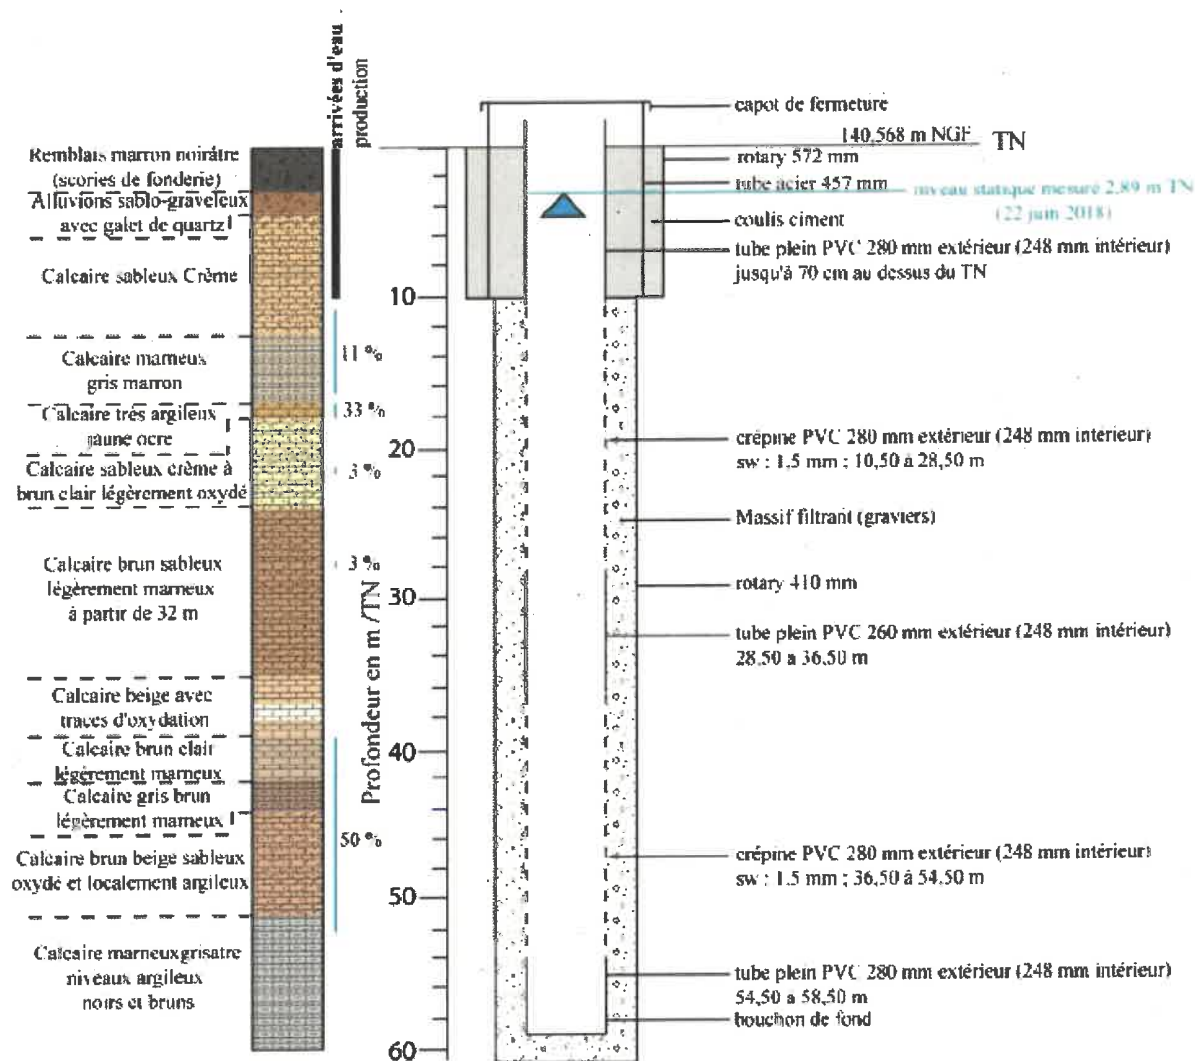 arrivées d'eau
production
Remblais marron noirâtre
(scories de fonderie)
Alluvions sablo-graveleux
avec galet de quartz
Calcaire sableux Crème
Calcaire marneux
gris marron
Calcaire très argileux
jaune ocre
Calcaire sableux crème à
brun clair légèrement oxydé
Calcaire brun sableux
légèrement marneux
à partir de 32 m
Calcaire beige avec
traces d'oxydation
Calcaire brun clair
légèrement marneux
Calcaire gris brun
légèrement marneux
Calcaire brun beige sableux
oxydé et localement argileux
Calcaire marneuxgrisatre
niveaux argileux
noirs et bruns
11 %
33 %
3 %
3 %
50 %
Profondeur en m /TN
10
20
30
40
50
60
capot de fermeture
140,568 m NGF
TN
rotary 572 mm
tube acier 457 mm
niveau statique mesuré 2,89 m TN
(22 juin 2018)
coulis ciment
tube plein PVC 280 mm extérieur (248 mm intérieur)
jusqu'à 70 cm au dessus du TN
crépine PVC 280 mm extérieur (248 mm intérieur)
sw : 1.5 mm ; 10,50 à 28,50 m
Massif filtrant (graviers)
rotary 410 mm
tube plein PVC 260 mm extérieur (248 mm intérieur)
28,50 a 36,50 m
crépine PVC 280 mm extérieur (248 mm intérieur)
sw : 1.5 mm ; 36,50 à 54,50 m
tube plein PVC 280 mm extérieur (248 mm intérieur)
54,50 a 58,50 m
bouchon de fond